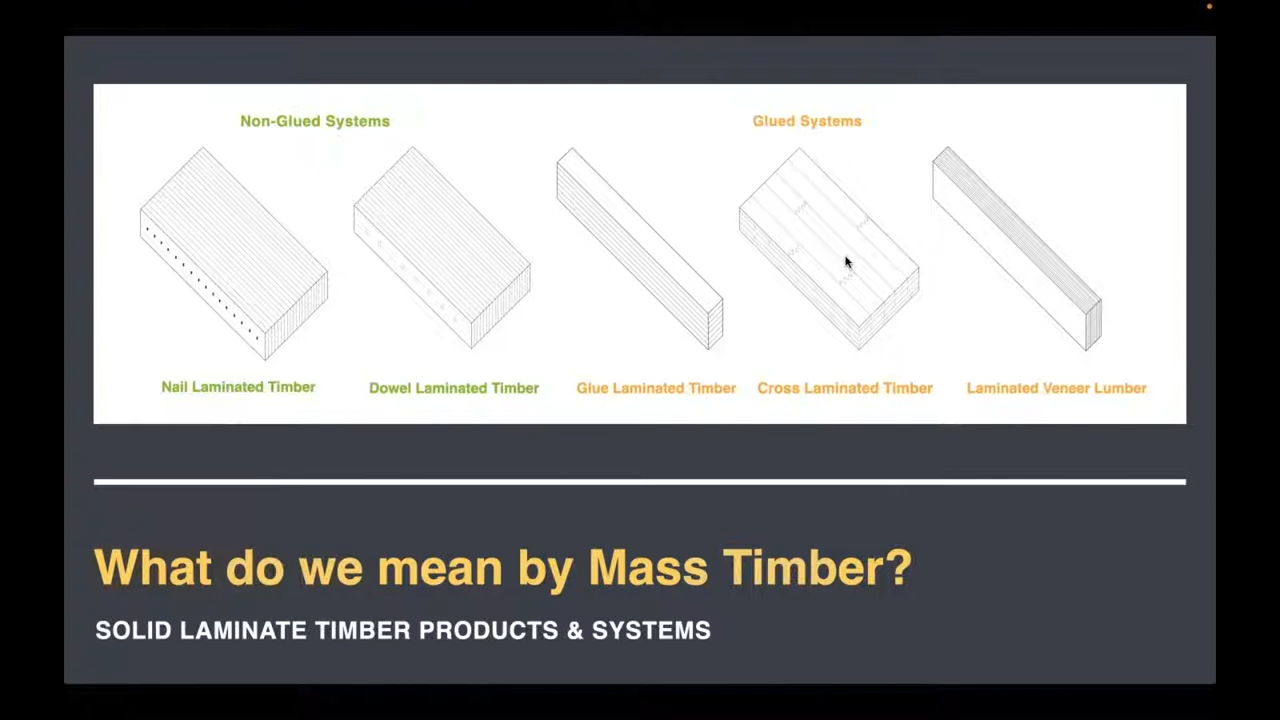 Non-Glued Systems
Glued Systems
Nail Laminated Timber
Dowel Laminated Timber
Glue Laminated Timber
Cross Laminated Timber
Laminated Veneer Lumber
What do we mean by Mass Timber?
SOLID LAMINATE TIMBER PRODUCTS & SYSTEMS